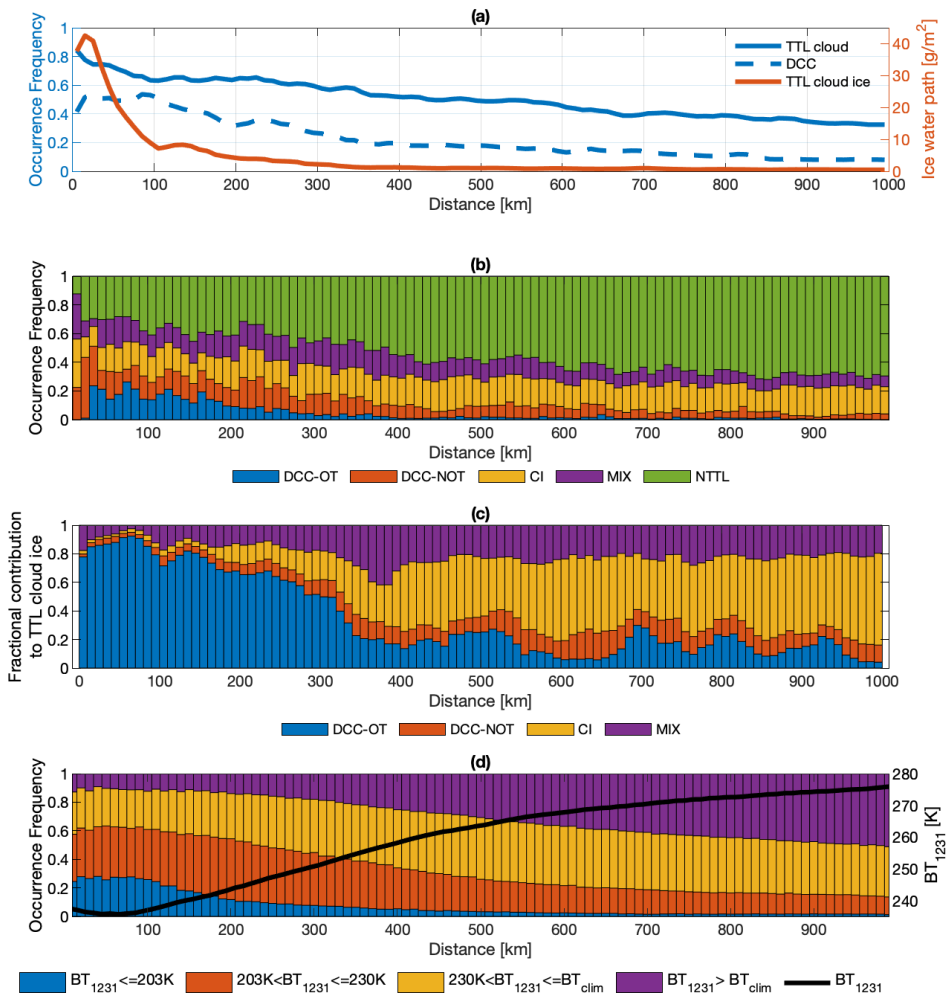 (a)
Occurrence Frequency
1
0.8
0.6
0.4
0.2
0
40
30
20
10
0
Ice water path [g/m²]
TTL cloud
DCC
TTL cloud ice
0 100 200 300 400 500 600 700 800 900 1000
Distance [km]
(b)
Occurrence Frequency
1
0.8
0.6
0.4
0.2
0
100 200 300 400 500 600 700 800 900
Distance [km]
DCC-OT DCC-NOT CI MIX NTTL
(c)
Fractional contribution
to TTL cloud ice
1
0.8
0.6
0.4
0.2
0
0 100 200 300 400 500 600 700 800 900 1000
Distance [km]
DCC-OT DCC-NOT CI MIX
(d)
Occurrence Frequency
1
0.8
0.6
0.4
0.2
0
280
270
260
250
240
BT₁₂₃₁ [K]
100 200 300 400 500 600 700 800 900
Distance [km]
BT₁₂₃₁<=203K 203K<BT₁₂₃₁<=230K 230K<BT₁₂₃₁<=BT_clim BT₁₂₃₁> BT_clim BT₁₂₃₁